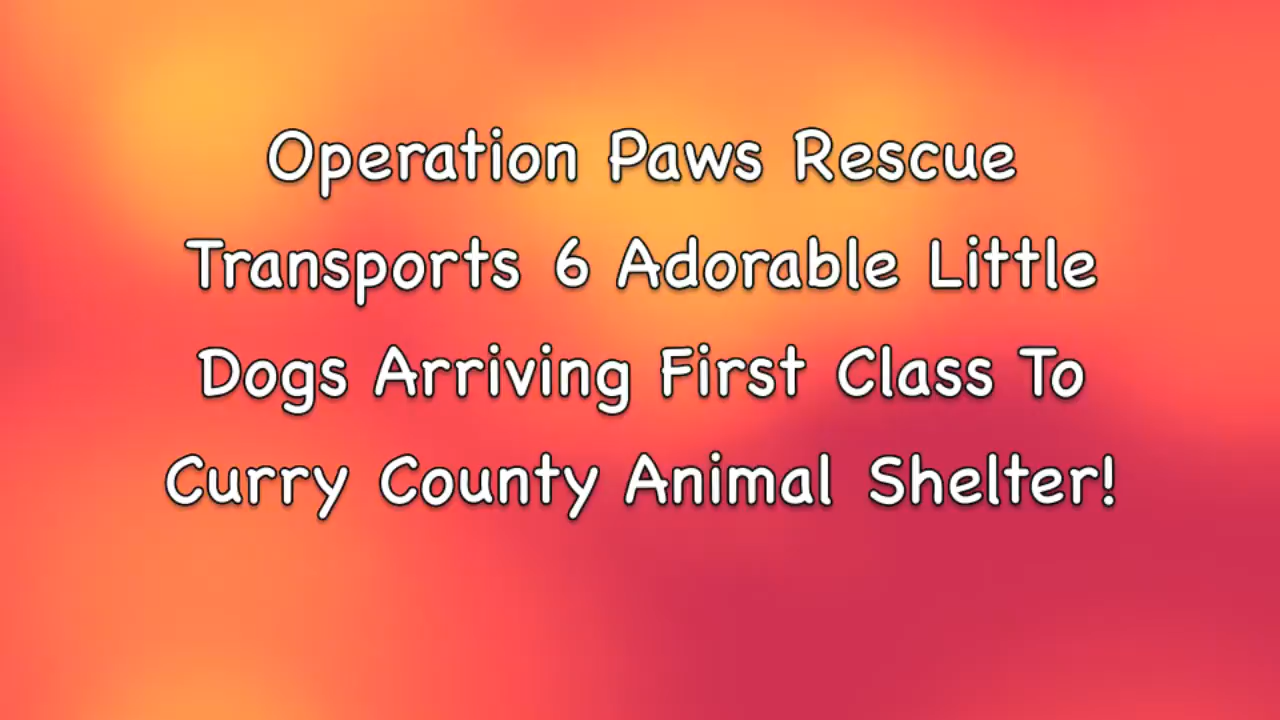 Operation Paws Rescue
Transports 6 Adorable Little
Dogs Arriving First Class To
Curry County Animal Shelter!